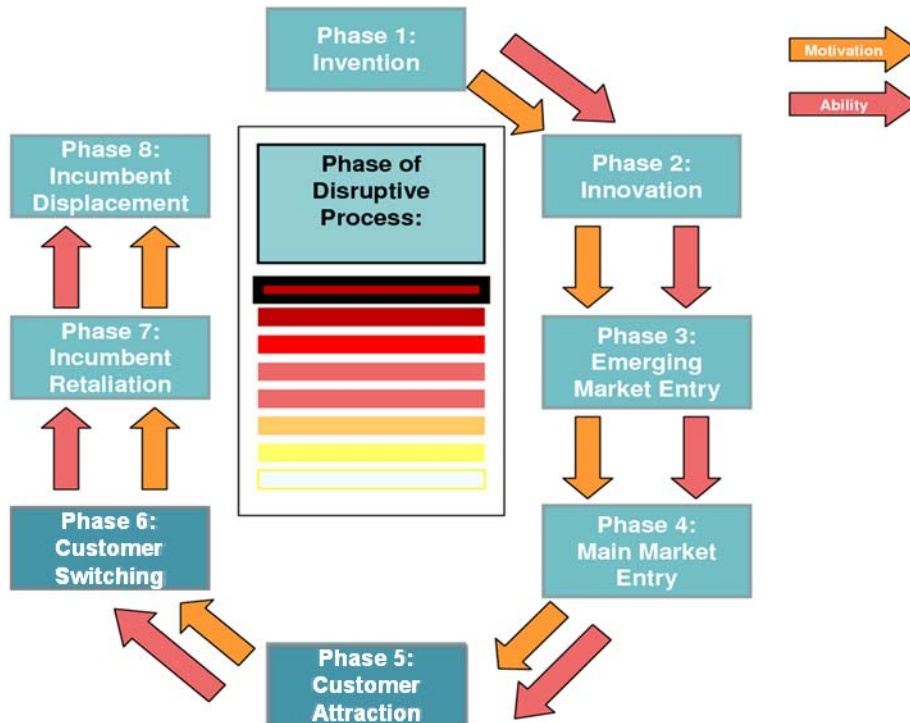 Phase 1:
Invention
Motivation
Ability
Phase 2:
Innovation
Phase 3:
Emerging
Market Entry
Phase 4:
Main Market
Entry
Phase 5:
Customer
Attraction
Phase 6:
Customer
Switching
Phase 7:
Incumbent
Retaliation
Phase 8:
Incumbent
Displacement
Phase of
Disruptive
Process: